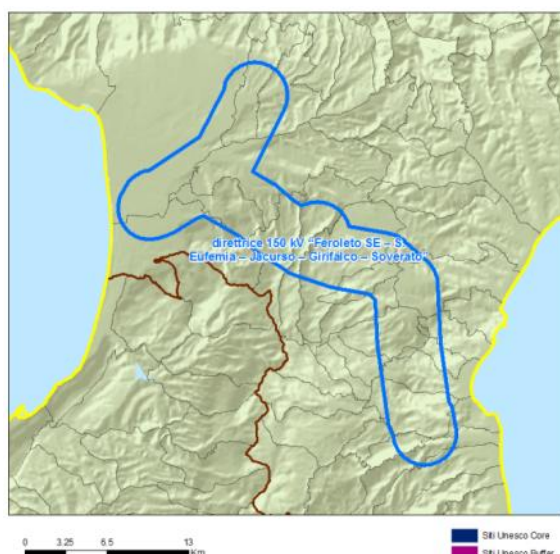 direttrice 150 kV "Feroleto SE – S.
Eufemia – Jacurso – Girifalco – Soverato"
0 3.25 6.5 13
Km
Siti Unesco Core
Siti Unesco Buffer